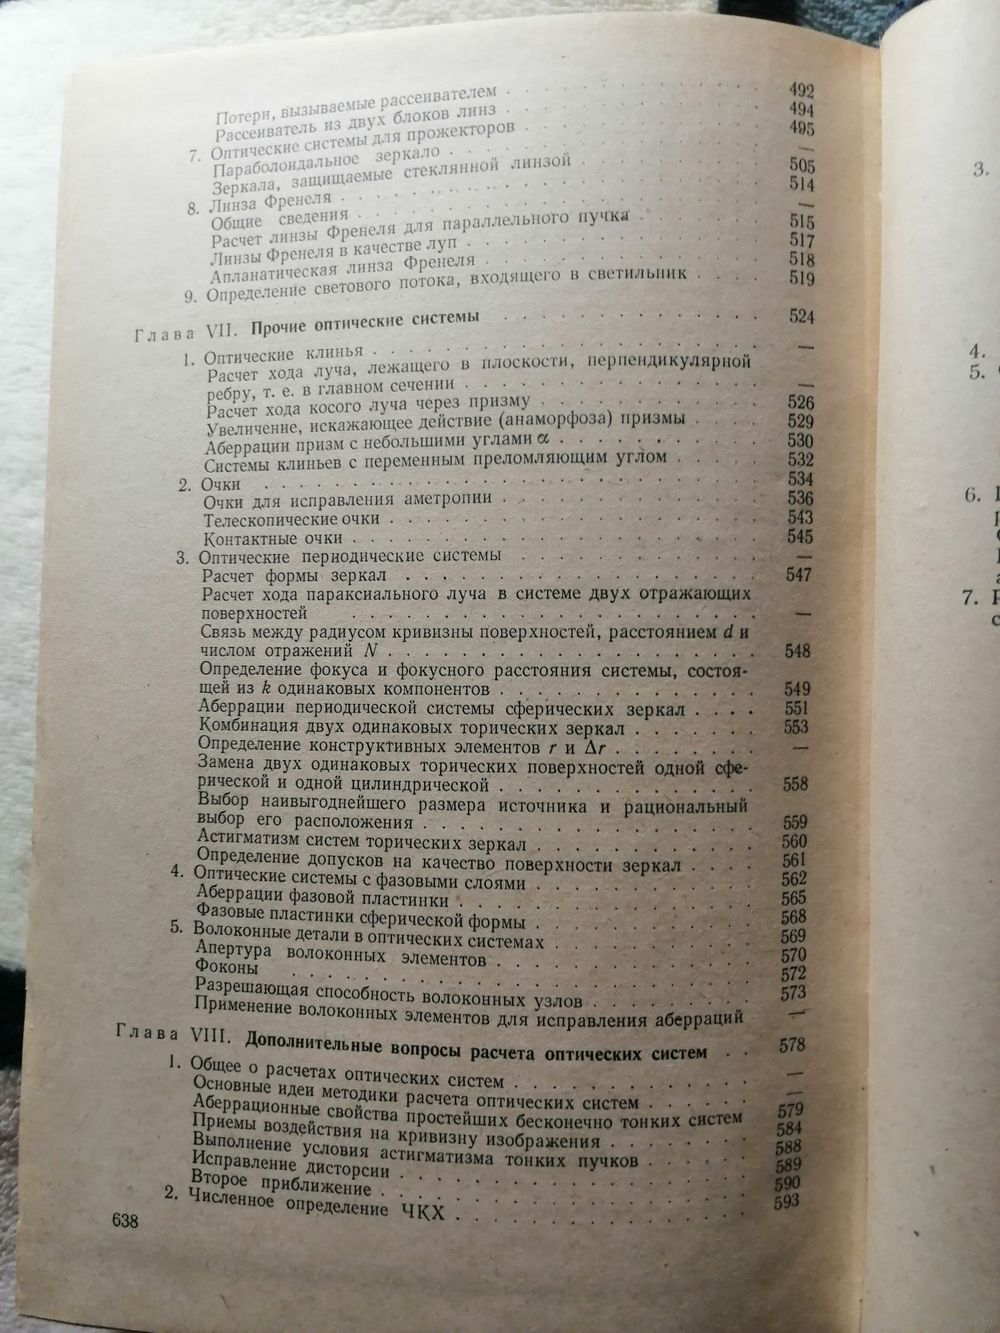 Потери, вызываемые рассеивателем . . . . . . . . . . 492
Рассеиватель из двух блоков линз . . . . . . . . . . 494
7. Оптические системы для прожекторов . . . . . . . . . . 495
Параболоидальное зеркало . . . . . . . . . . —
Зеркала, защищаемые стеклянной линзой . . . . . . . . . . 505
8. Линза Френеля . . . . . . . . . . 514
Общие сведения . . . . . . . . . . —
Расчет линзы Френеля для параллельного пучка . . . . . . 515
Линзы Френеля в качестве луп . . . . . . . . . . 517
Апланатическая линза Френеля . . . . . . . . . . 518
9. Определение светового потока, входящего в светильник . . . . 519
Глава VII. Прочие оптические системы . . . . . . . . . . 524
1. Оптические клинья . . . . . . . . . . —
Расчет хода луча, лежащего в плоскости, перпендикулярной
ребру, т. е. в главном сечении . . . . . . . . . . —
Расчет хода косого луча через призму . . . . . . . . . . 526
Увеличение, искажающее действие (анаморфоза) призмы . . . . 529
Аберрации призм с небольшими углами α . . . . . . . . . . 530
Системы клиньев с переменным преломляющим углом . . . . . 532
2. Очки . . . . . . . . . . 534
Очки для исправления аметропии . . . . . . . . . . 536
Телескопические очки . . . . . . . . . . 543
Контактные очки . . . . . . . . . . 545
3. Оптические периодические системы . . . . . . . . . . —
Расчет формы зеркал . . . . . . . . . . 547
Расчет хода параксиального луча в системе двух отражающих
поверхностей . . . . . . . . . . —
Связь между радиусом кривизны поверхностей, расстоянием d и
числом отражений N . . . . . . . . . . 548
Определение фокуса и фокусного расстояния системы, состоя-
щей из k одинаковых компонентов . . . . . . . . . . 549
Аберрации периодической системы сферических зеркал . . . . 551
Комбинация двух одинаковых торических зеркал . . . . . . . 553
Определение конструктивных элементов r и Δr . . . . . . . . —
Замена двух одинаковых торических поверхностей одной сфе-
рической и одной цилиндрической . . . . . . . . . . 558
Выбор наивыгоднейшего размера источника и рациональный
выбор его расположения . . . . . . . . . . 559
Астигматизм систем торических зеркал . . . . . . . . . . 560
Определение допусков на качество поверхности зеркал . . . . 561
4. Оптические системы с фазовыми слоями . . . . . . . . . . 562
Аберрации фазовой пластинки . . . . . . . . . . 565
Фазовые пластинки сферической формы . . . . . . . . . . 568
5. Волоконные детали в оптических системах . . . . . . . . . . 569
Апертура волоконных элементов . . . . . . . . . . 570
Фоконы . . . . . . . . . . 572
Разрешающая способность волоконных узлов . . . . . . . . 573
Применение волоконных элементов для исправления аберраций —
Глава VIII. Дополнительные вопросы расчета оптических систем . . 578
1. Общее о расчетах оптических систем . . . . . . . . . . —
Основные идеи методики расчета оптических систем . . . . . . —
Аберрационные свойства простейших бесконечно тонких систем 579
Приемы воздействия на кривизну изображения . . . . . . . . 584
Выполнение условия астигматизма тонких пучков . . . . . . 588
Исправление дисторсии . . . . . . . . . . 589
Второе приближение . . . . . . . . . . 590
2. Численное определение ЧКХ . . . . . . . . . . 593
638
3.
4.
5.
6.
7.